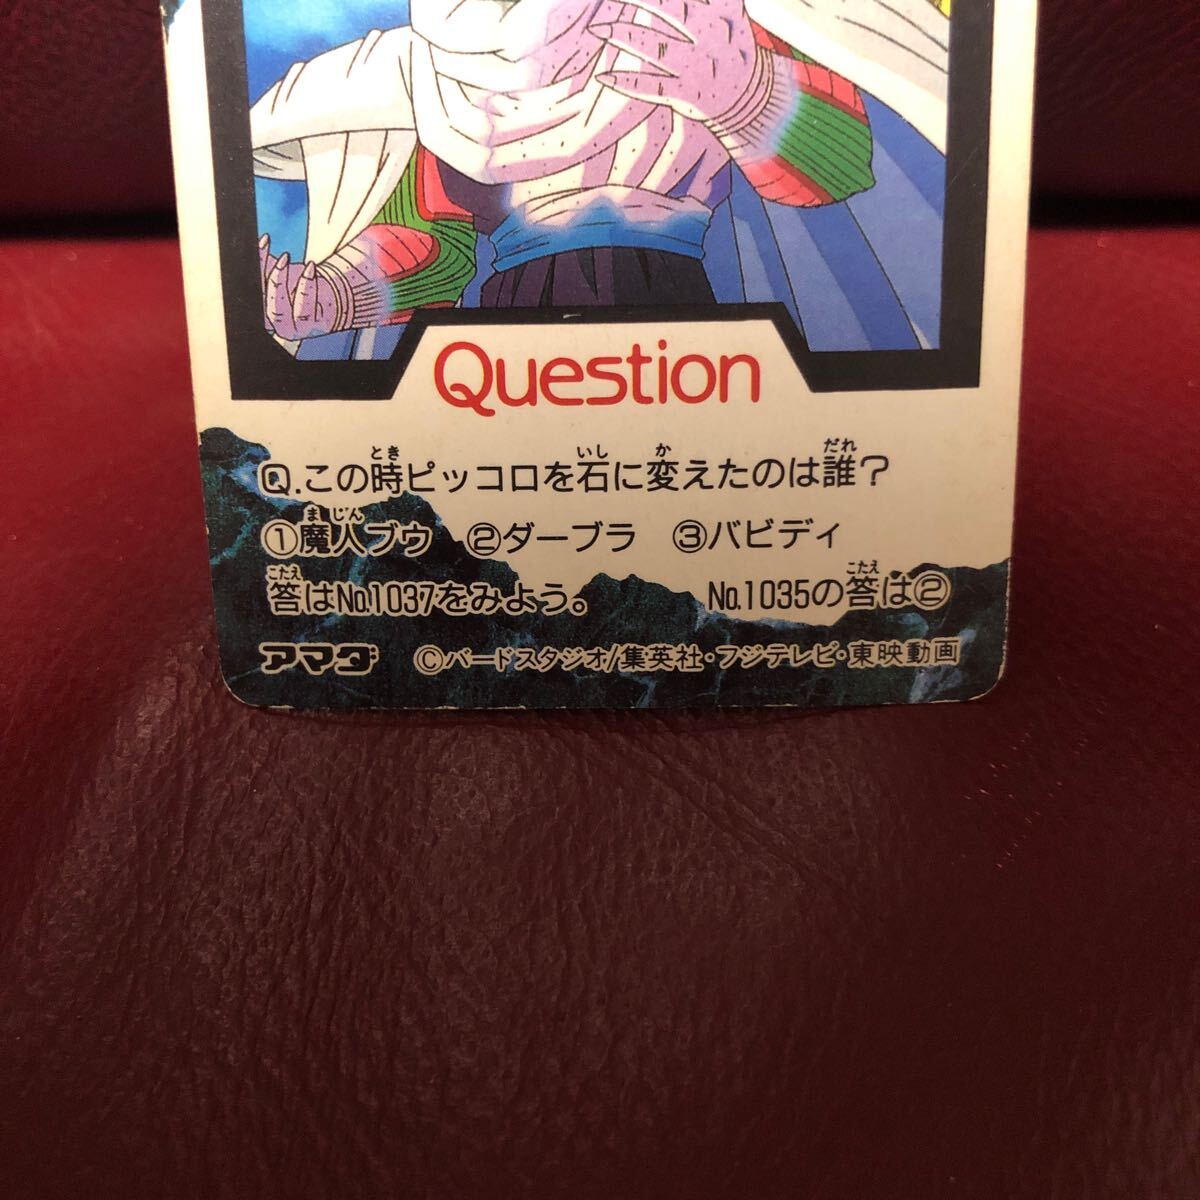 Question
Q.この時ピッコロを石に変えたのは誰?
①魔人ブウ ②ダーブラ ③バビディ
答はNo.1037をみよう。 No.1035の答は②
アマダ ©バードスタジオ/集英社・フジテレビ・東映動画